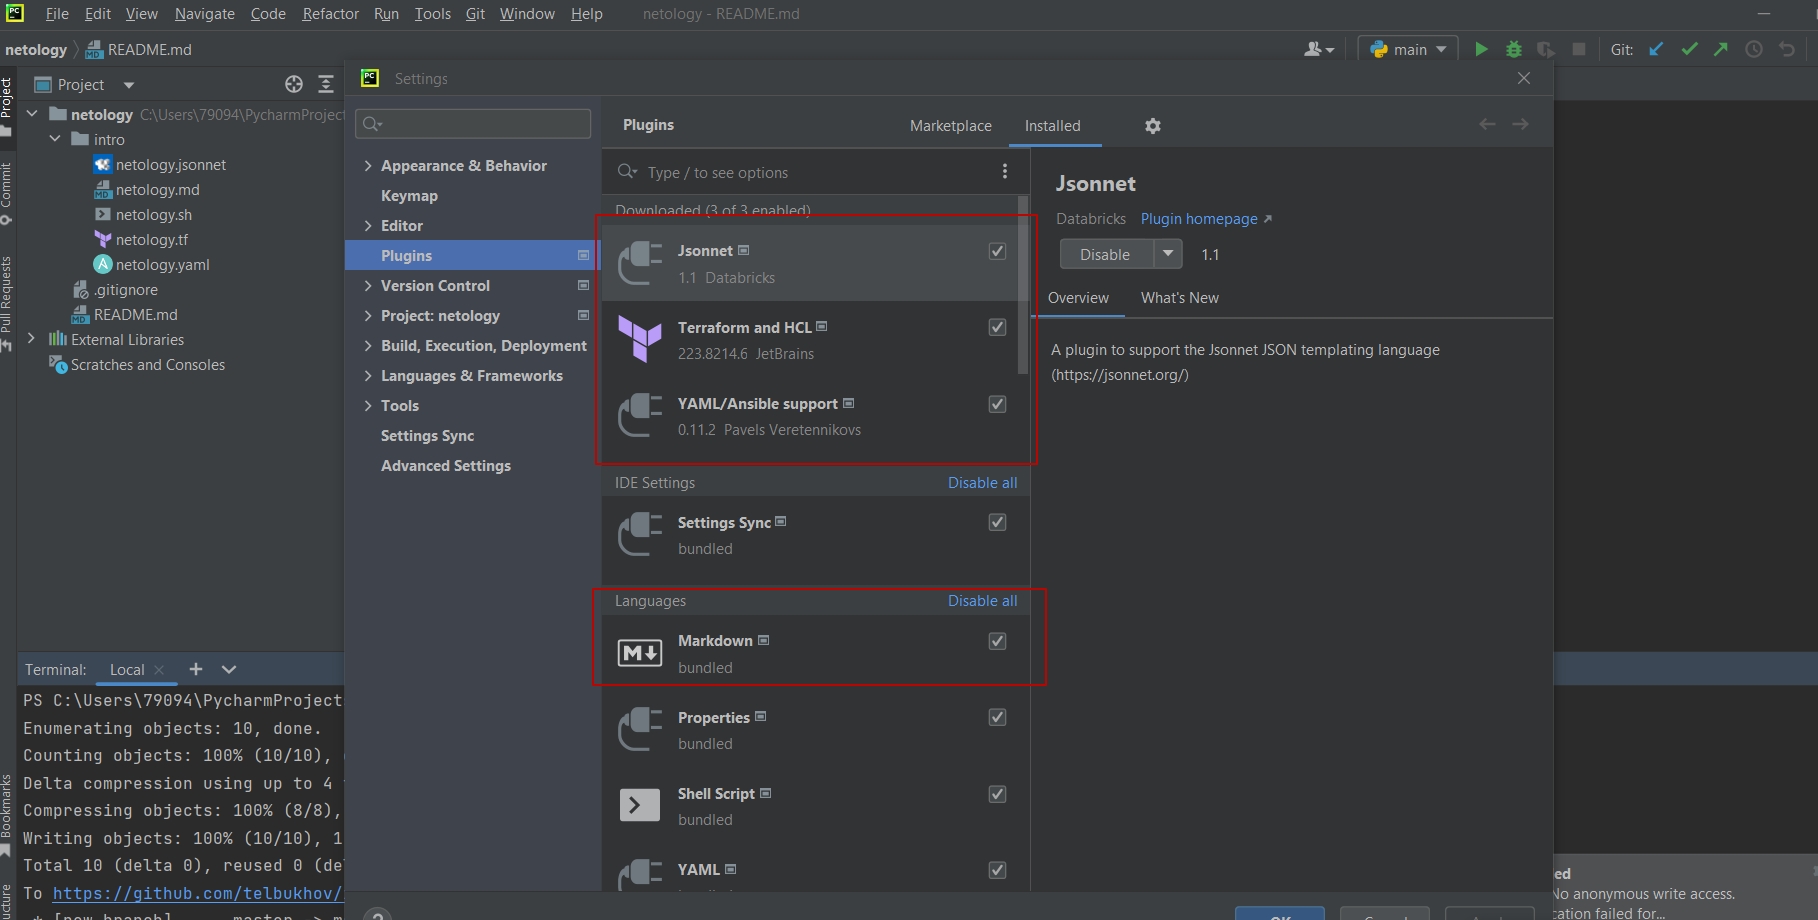 File Edit View Navigate Code Refactor Run Tools Git Window Help netology - README.md
netology README.md main Git:
Project
Settings
Project
netology C:\Users\79094\PycharmProject
intro
netology.jsonnet
netology.md
netology.sh
netology.tf
netology.yaml
.gitignore
README.md
External Libraries
Scratches and Consoles
Project
Commit
Pull Requests
Bookmarks
Appearance & Behavior
Keymap
Editor
Plugins
Version Control
Project: netology
Build, Execution, Deployment
Languages & Frameworks
Tools
Settings Sync
Advanced Settings
Plugins Marketplace Installed
Type / to see options
Downloaded (3 of 3 enabled)
Jsonnet
1.1 Databricks
Terraform and HCL
223.8214.6 JetBrains
YAML/Ansible support
0.11.2 Pavels Veretennikovs
IDE Settings Disable all
Settings Sync
bundled
Languages Disable all
Markdown
bundled
Properties
bundled
Shell Script
bundled
YAML
Jsonnet
Databricks Plugin homepage
Disable 1.1
Overview What's New
A plugin to support the Jsonnet JSON templating language
(https://jsonnet.org/)
Terminal: Local
PS C:\Users\79094\PycharmProject
Enumerating objects: 10, done.
Counting objects: 100% (10/10),
Delta compression using up to 4
Compressing objects: 100% (8/8),
Writing objects: 100% (10/10), 1
Total 10 (delta 0), reused 0 (de
To https://github.com/telbukhov/
* [new branch] master -> m
ed
No anonymous write access.
cation failed for...